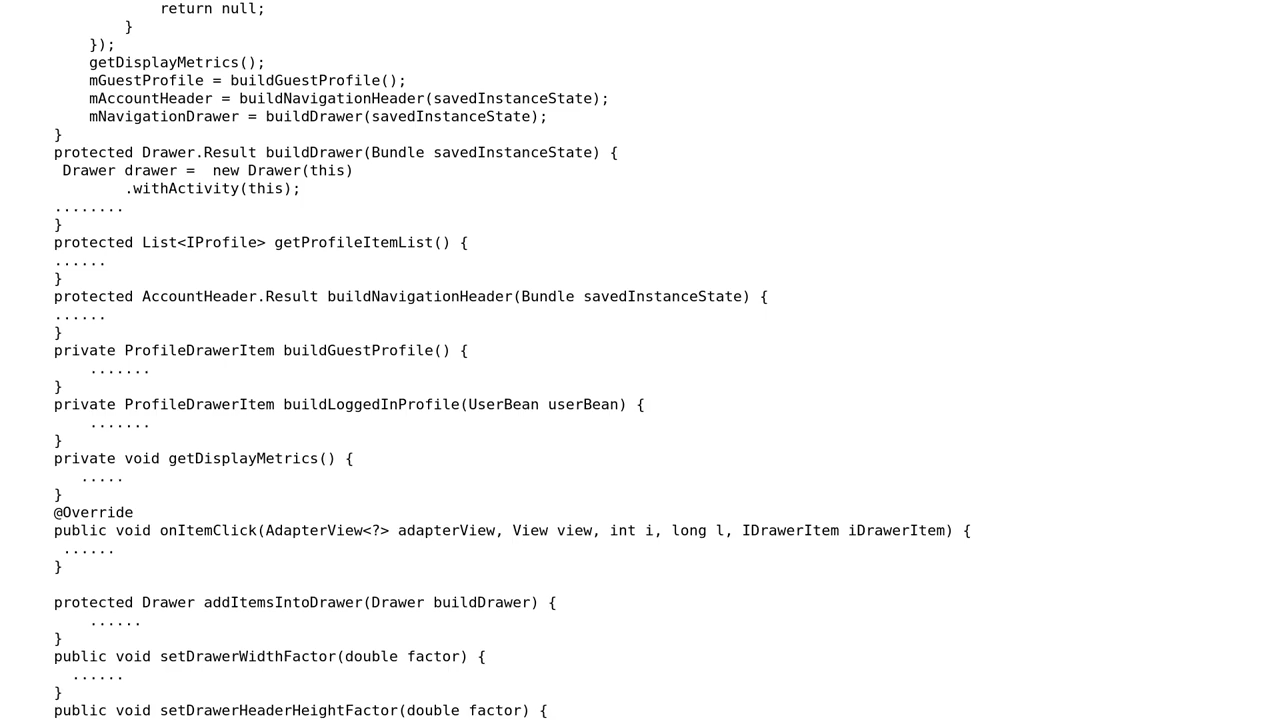 return null;
        }
    });
    getDisplayMetrics();
    mGuestProfile = buildGuestProfile();
    mAccountHeader = buildNavigationHeader(savedInstanceState);
    mNavigationDrawer = buildDrawer(savedInstanceState);
}
protected Drawer.Result buildDrawer(Bundle savedInstanceState) {
 Drawer drawer =  new Drawer(this)
        .withActivity(this);
........
}
protected List<IProfile> getProfileItemList() {
......
}
protected AccountHeader.Result buildNavigationHeader(Bundle savedInstanceState) {
......
}
private ProfileDrawerItem buildGuestProfile() {
    .......
}
private ProfileDrawerItem buildLoggedInProfile(UserBean userBean) {
    .......
}
private void getDisplayMetrics() {
   .....
}
@Override
public void onItemClick(AdapterView<?> adapterView, View view, int i, long l, IDrawerItem iDrawerItem) {
 ......
}

protected Drawer addItemsIntoDrawer(Drawer buildDrawer) {
    ......
}
public void setDrawerWidthFactor(double factor) {
  ......
}
public void setDrawerHeaderHeightFactor(double factor) {